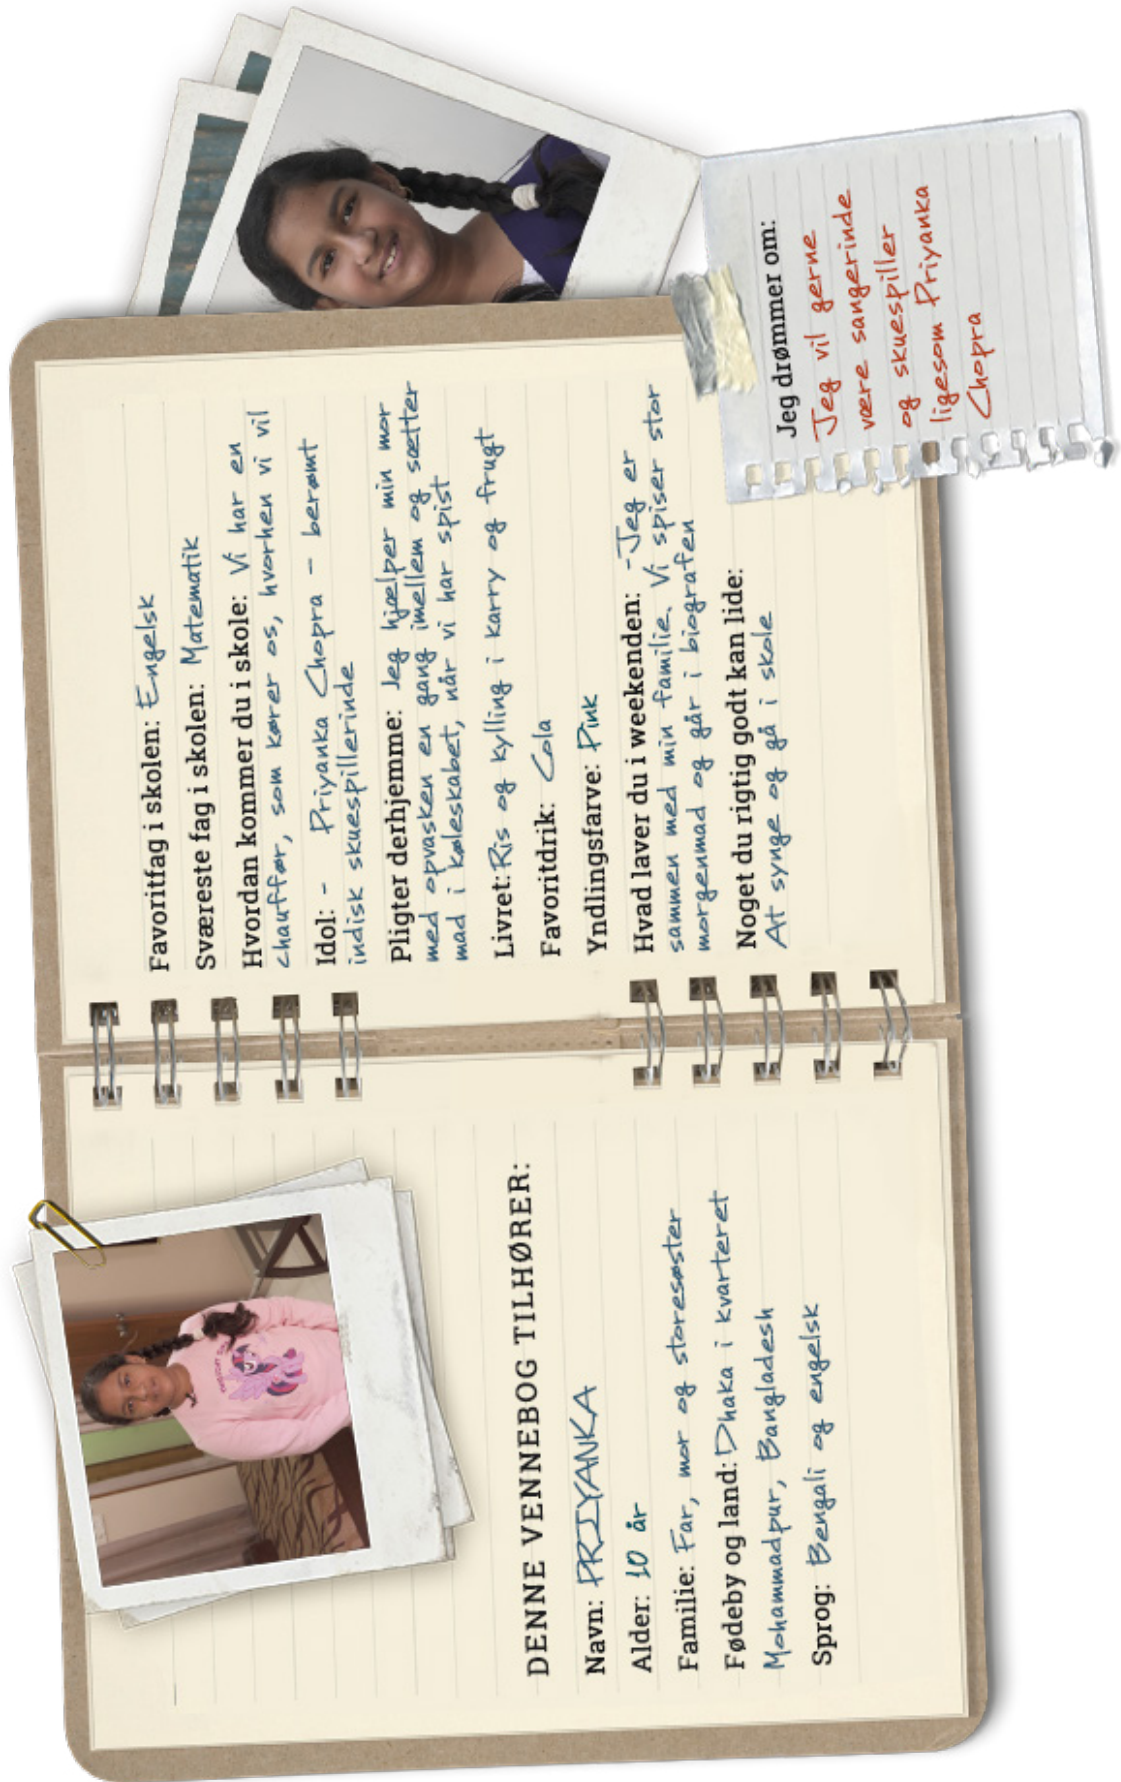 DENNE VENNEBOG TILHØRER:
Navn: PRIYANKA
Alder: 10 år
Familie: Far, mor og storesøster
Fødeby og land: Dhaka i kvarteret
Mohammadpur, Bangladesh
Sprog: Bengali og engelsk
Favoritfag i skolen: Engelsk
Sværeste fag i skolen: Matematik
Hvordan kommer du i skole: Vi har en
chauffør, som kører os, hvorhen vi vil
Idol: - Priyanka Chopra - berømt
indisk skuespillerinde
Pligter derhjemme: Jeg hjælper min mor
med opvasken en gang imellem og sætter
mad i køleskabet, når vi har spist
Livret: Ris og kylling i karry og frugt
Favoritdrik: Cola
Yndlingsfarve: Pink
Hvad laver du i weekenden: -Jeg er
sammen med min familie. Vi spiser stor
morgenmad og går i biografen
Noget du rigtig godt kan lide:
At synge og gå i skole
Jeg drømmer om:
Jeg vil gerne
være sangerinde
og skuespiller
ligesom Priyanka
Chopra